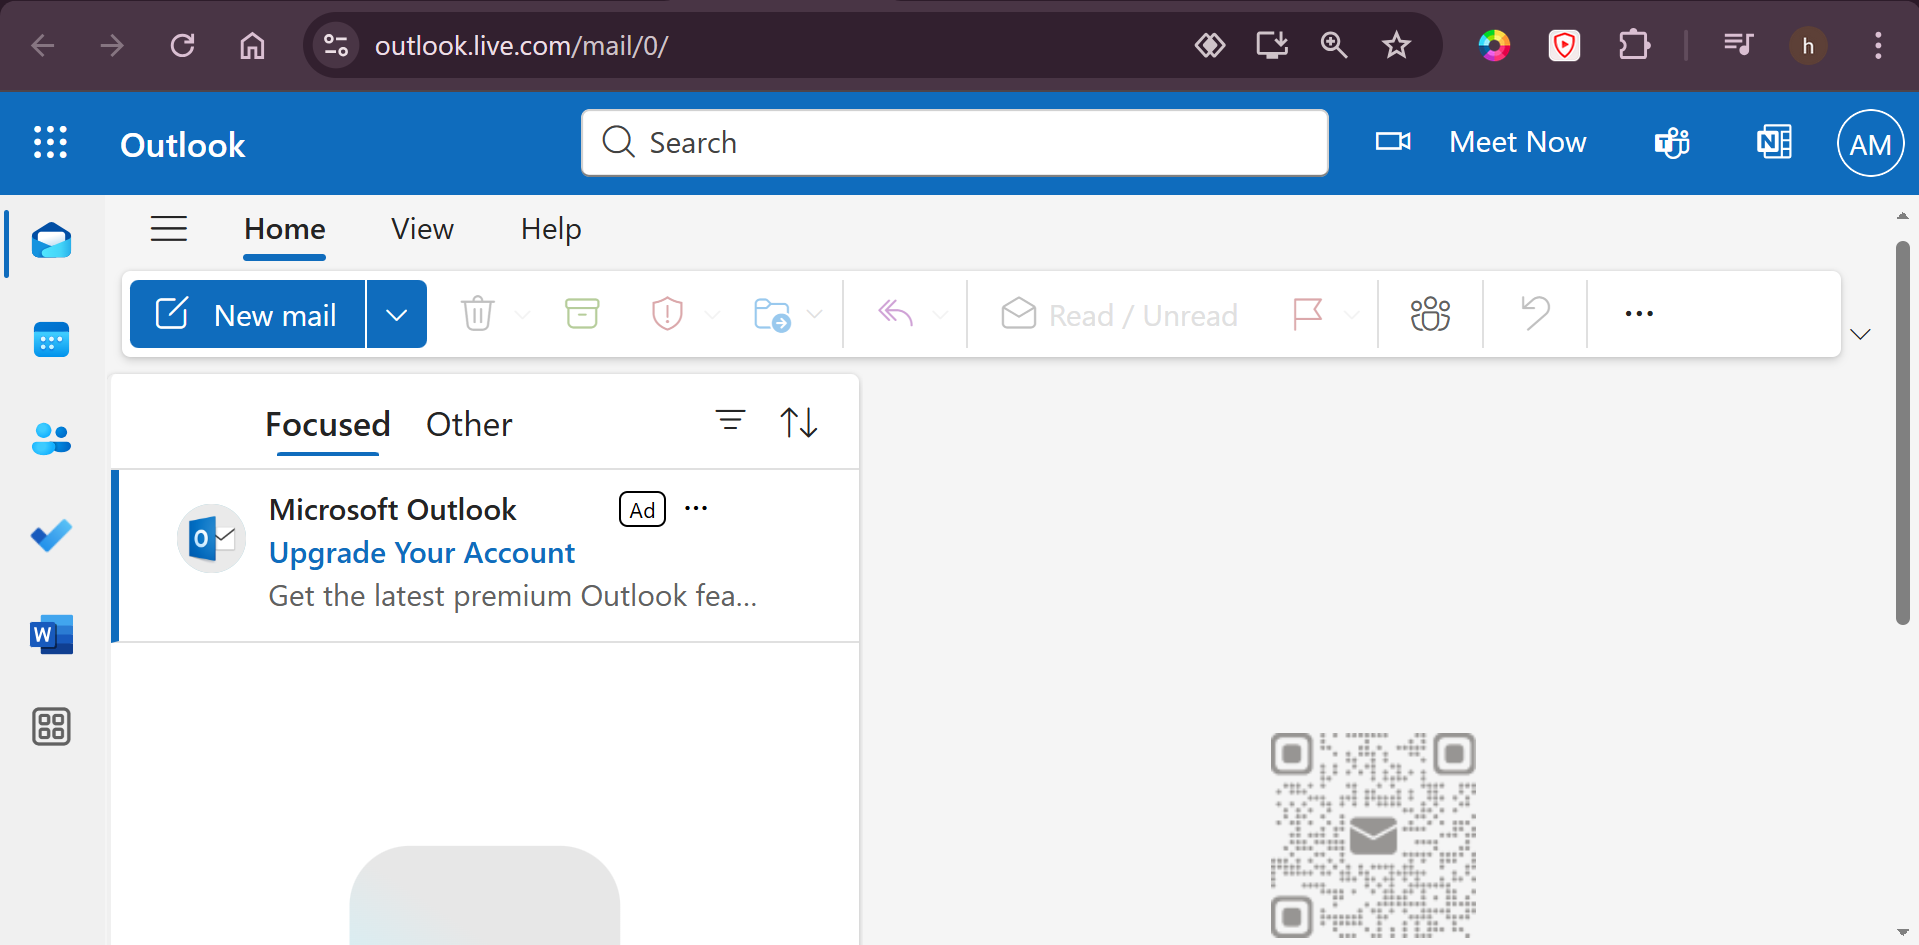 outlook.live.com/mail/0/
h
Outlook
Search
Meet Now
T
N
AM
Home View Help
New mail
Read / Unread
Focused Other
Microsoft Outlook Ad
O
Upgrade Your Account
Get the latest premium Outlook fea...
W